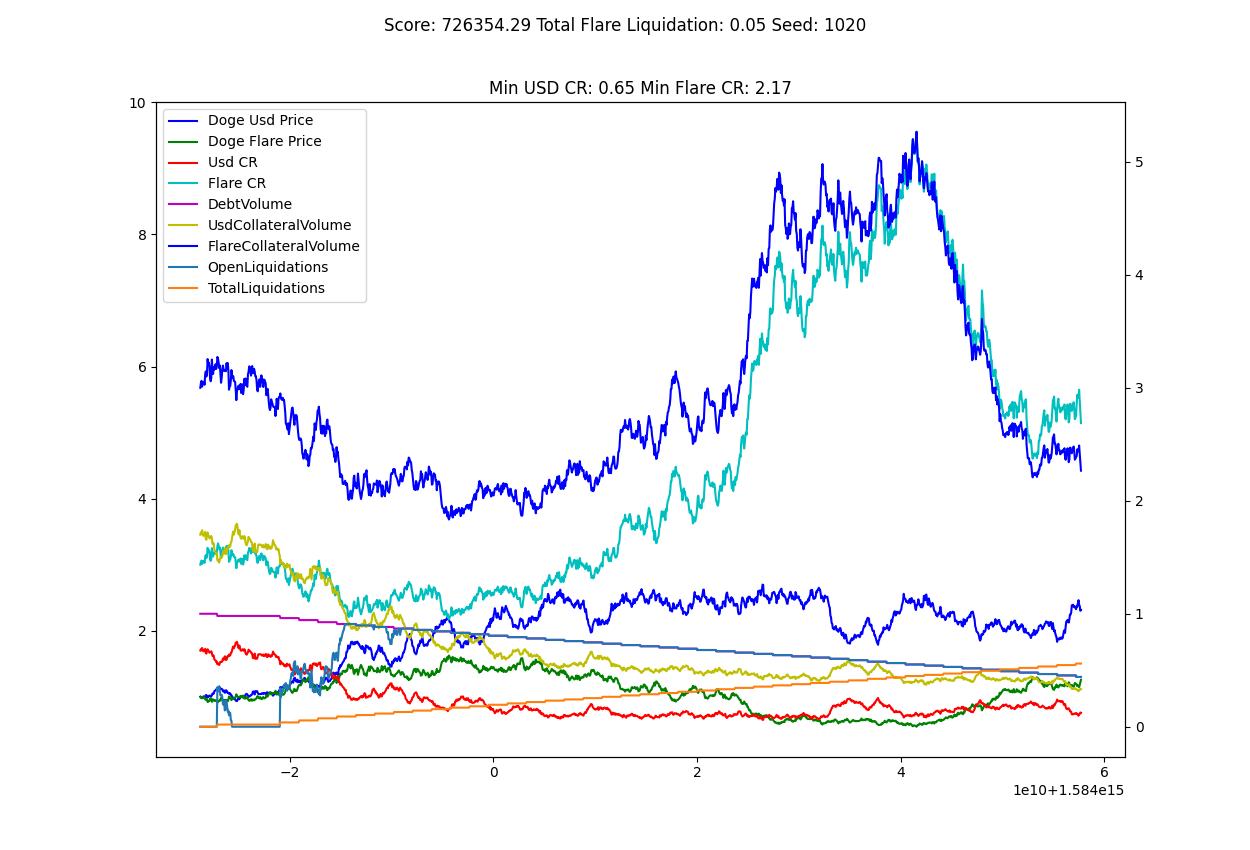 Score: 726354.29 Total Flare Liquidation: 0.05 Seed: 1020
Min USD CR: 0.65 Min Flare CR: 2.17
Doge Usd Price
Doge Flare Price
Usd CR
Flare CR
DebtVolume
UsdCollateralVolume
FlareCollateralVolume
OpenLiquidations
TotalLiquidations
10
8
6
4
2
5
4
3
2
1
0
−2
0
2
4
6
1e10+1.584e15